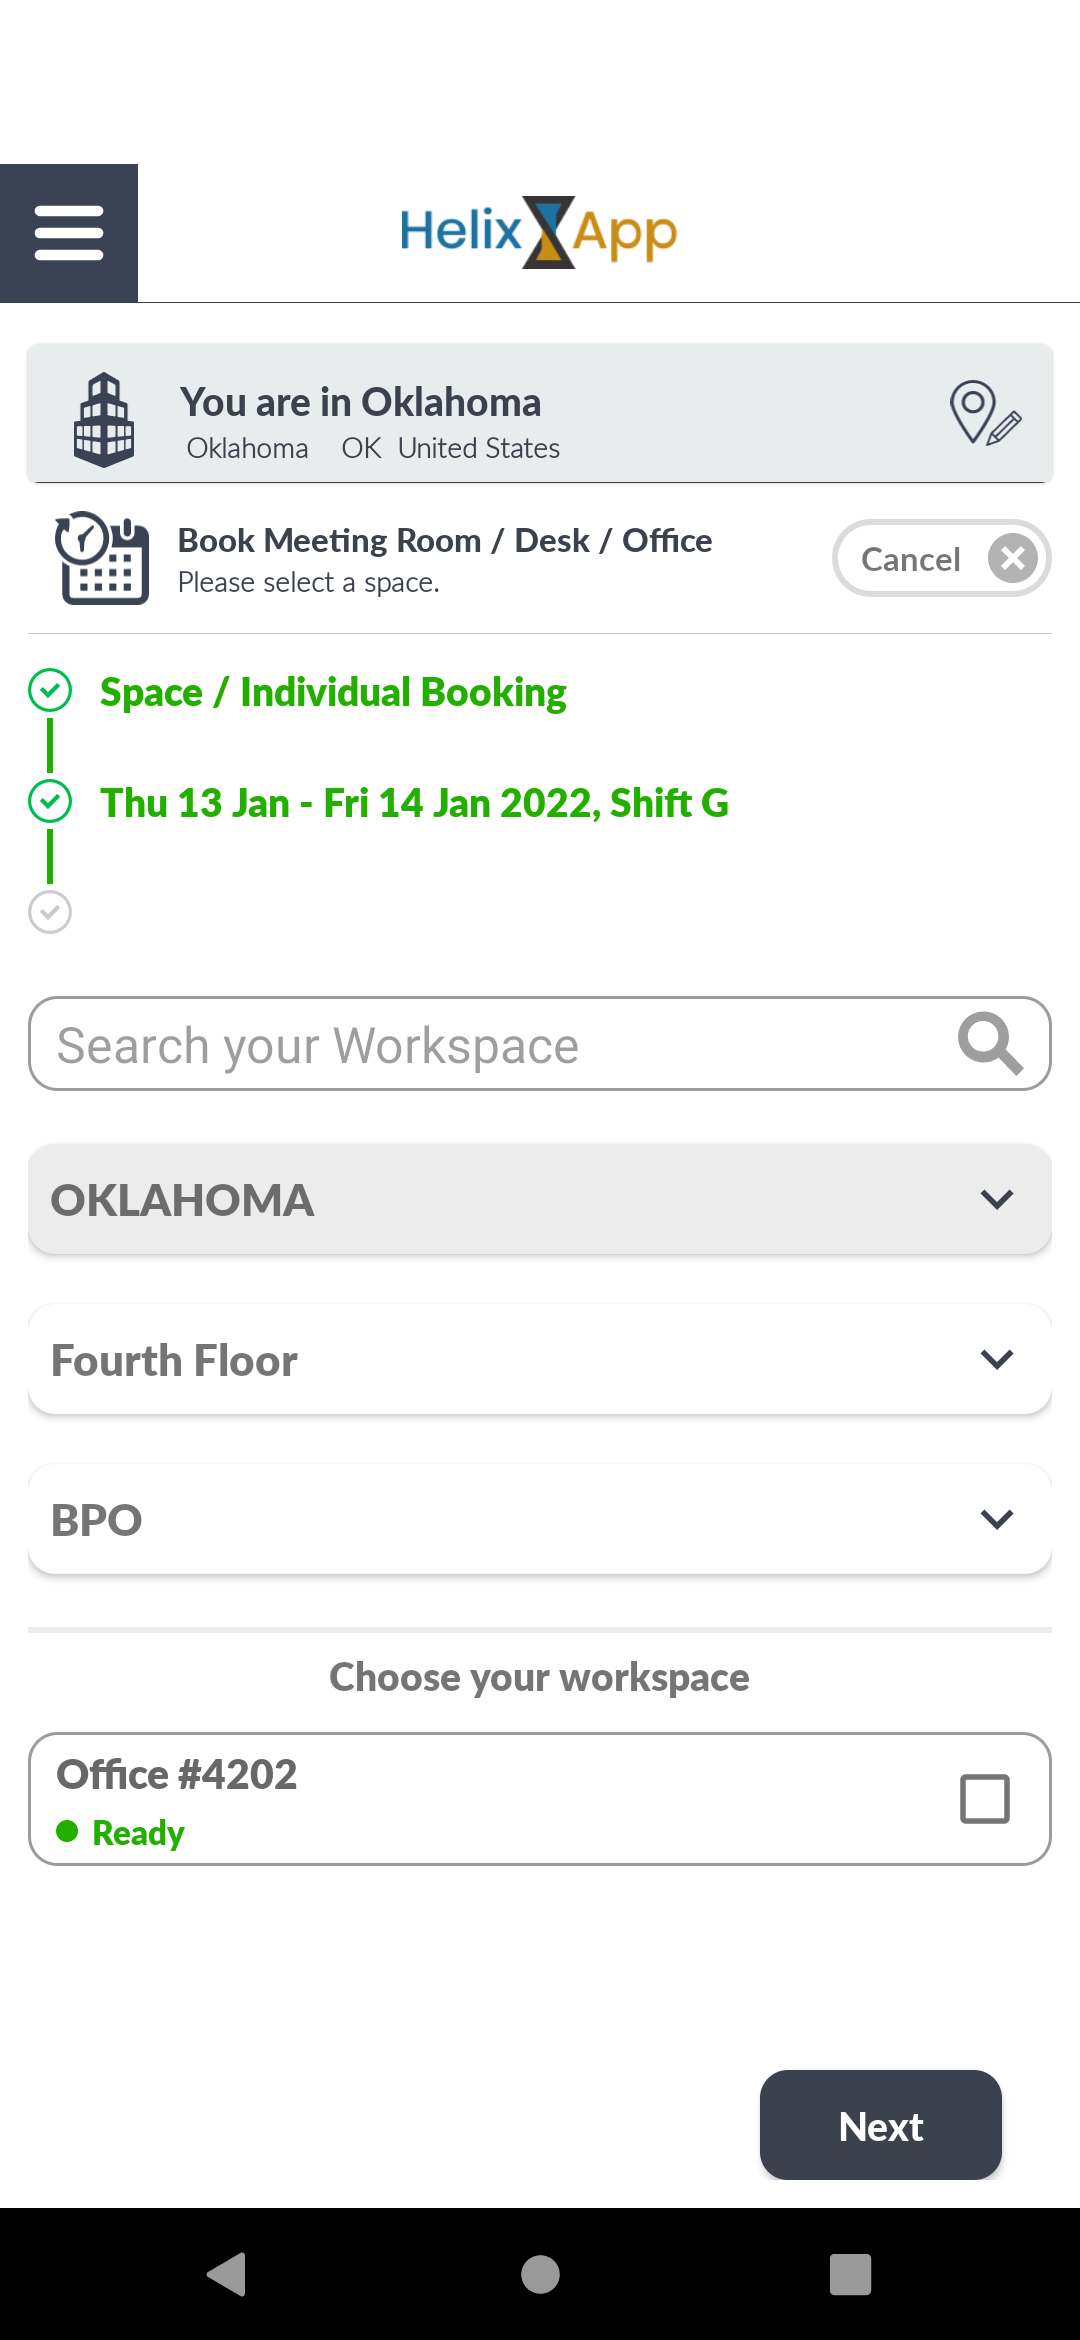 Helix App
You are in Oklahoma
Oklahoma OK United States
Book Meeting Room / Desk / Office
Please select a space.
Cancel
Space / Individual Booking
Thu 13 Jan - Fri 14 Jan 2022, Shift G
Search your Workspace
OKLAHOMA
Fourth Floor
BPO
Choose your workspace
Office #4202
Ready
Next